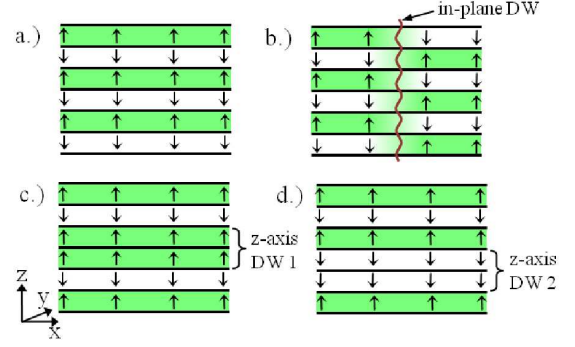 in-plane DW
a.)
b.)
c.)
d.)
z-axis
DW 1
z-axis
DW 2
z
y
x